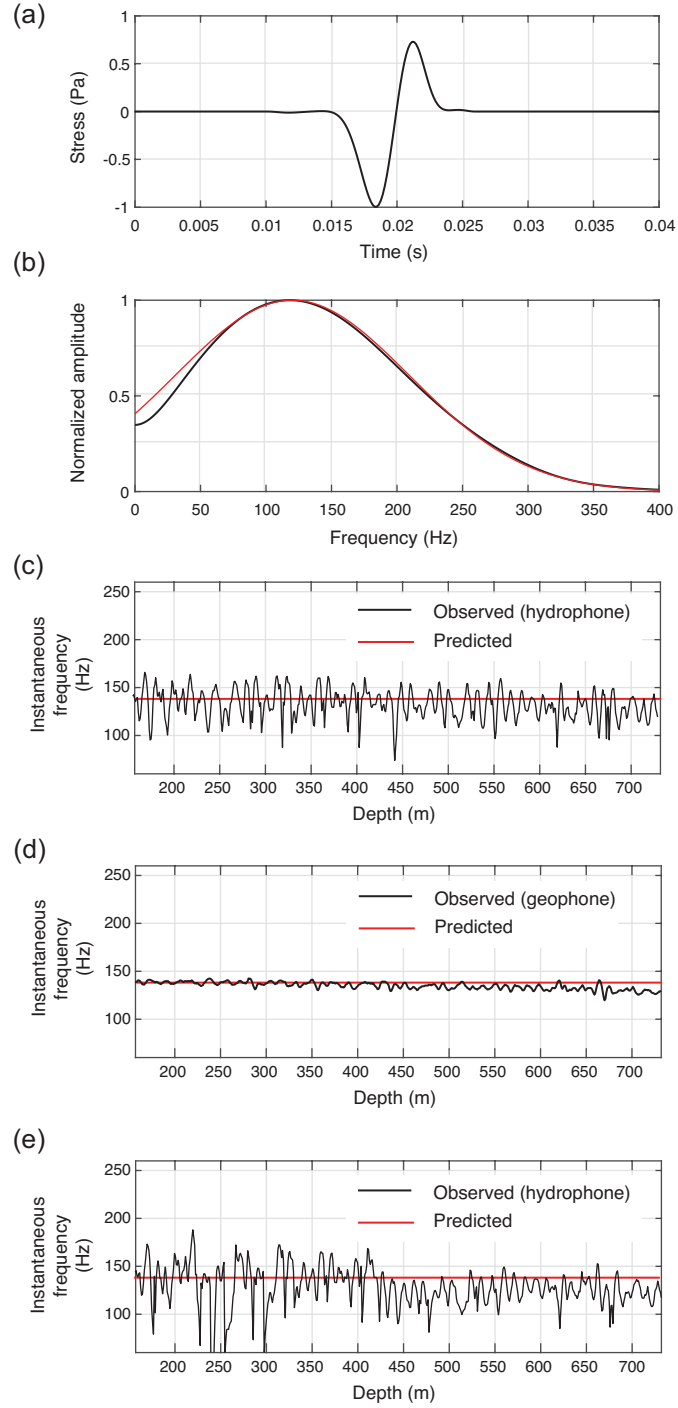 (a)
1
0.5
0
-0.5
-1
Stress (Pa)
0 0.005 0.01 0.015 0.02 0.025 0.03 0.035 0.04
Time (s)
(b)
1
0.5
0
Normalized amplitude
0 50 100 150 200 250 300 350 400
Frequency (Hz)
(c)
250
200
150
100
Instantaneous
frequency
(Hz)
Observed (hydrophone)
Predicted
200 250 300 350 400 450 500 550 600 650 700
Depth (m)
(d)
250
200
150
100
Instantaneous
frequency
(Hz)
Observed (geophone)
Predicted
200 250 300 350 400 450 500 550 600 650 700
Depth (m)
(e)
250
200
150
100
Instantaneous
frequency
(Hz)
Observed (hydrophone)
Predicted
200 250 300 350 400 450 500 550 600 650 700
Depth (m)